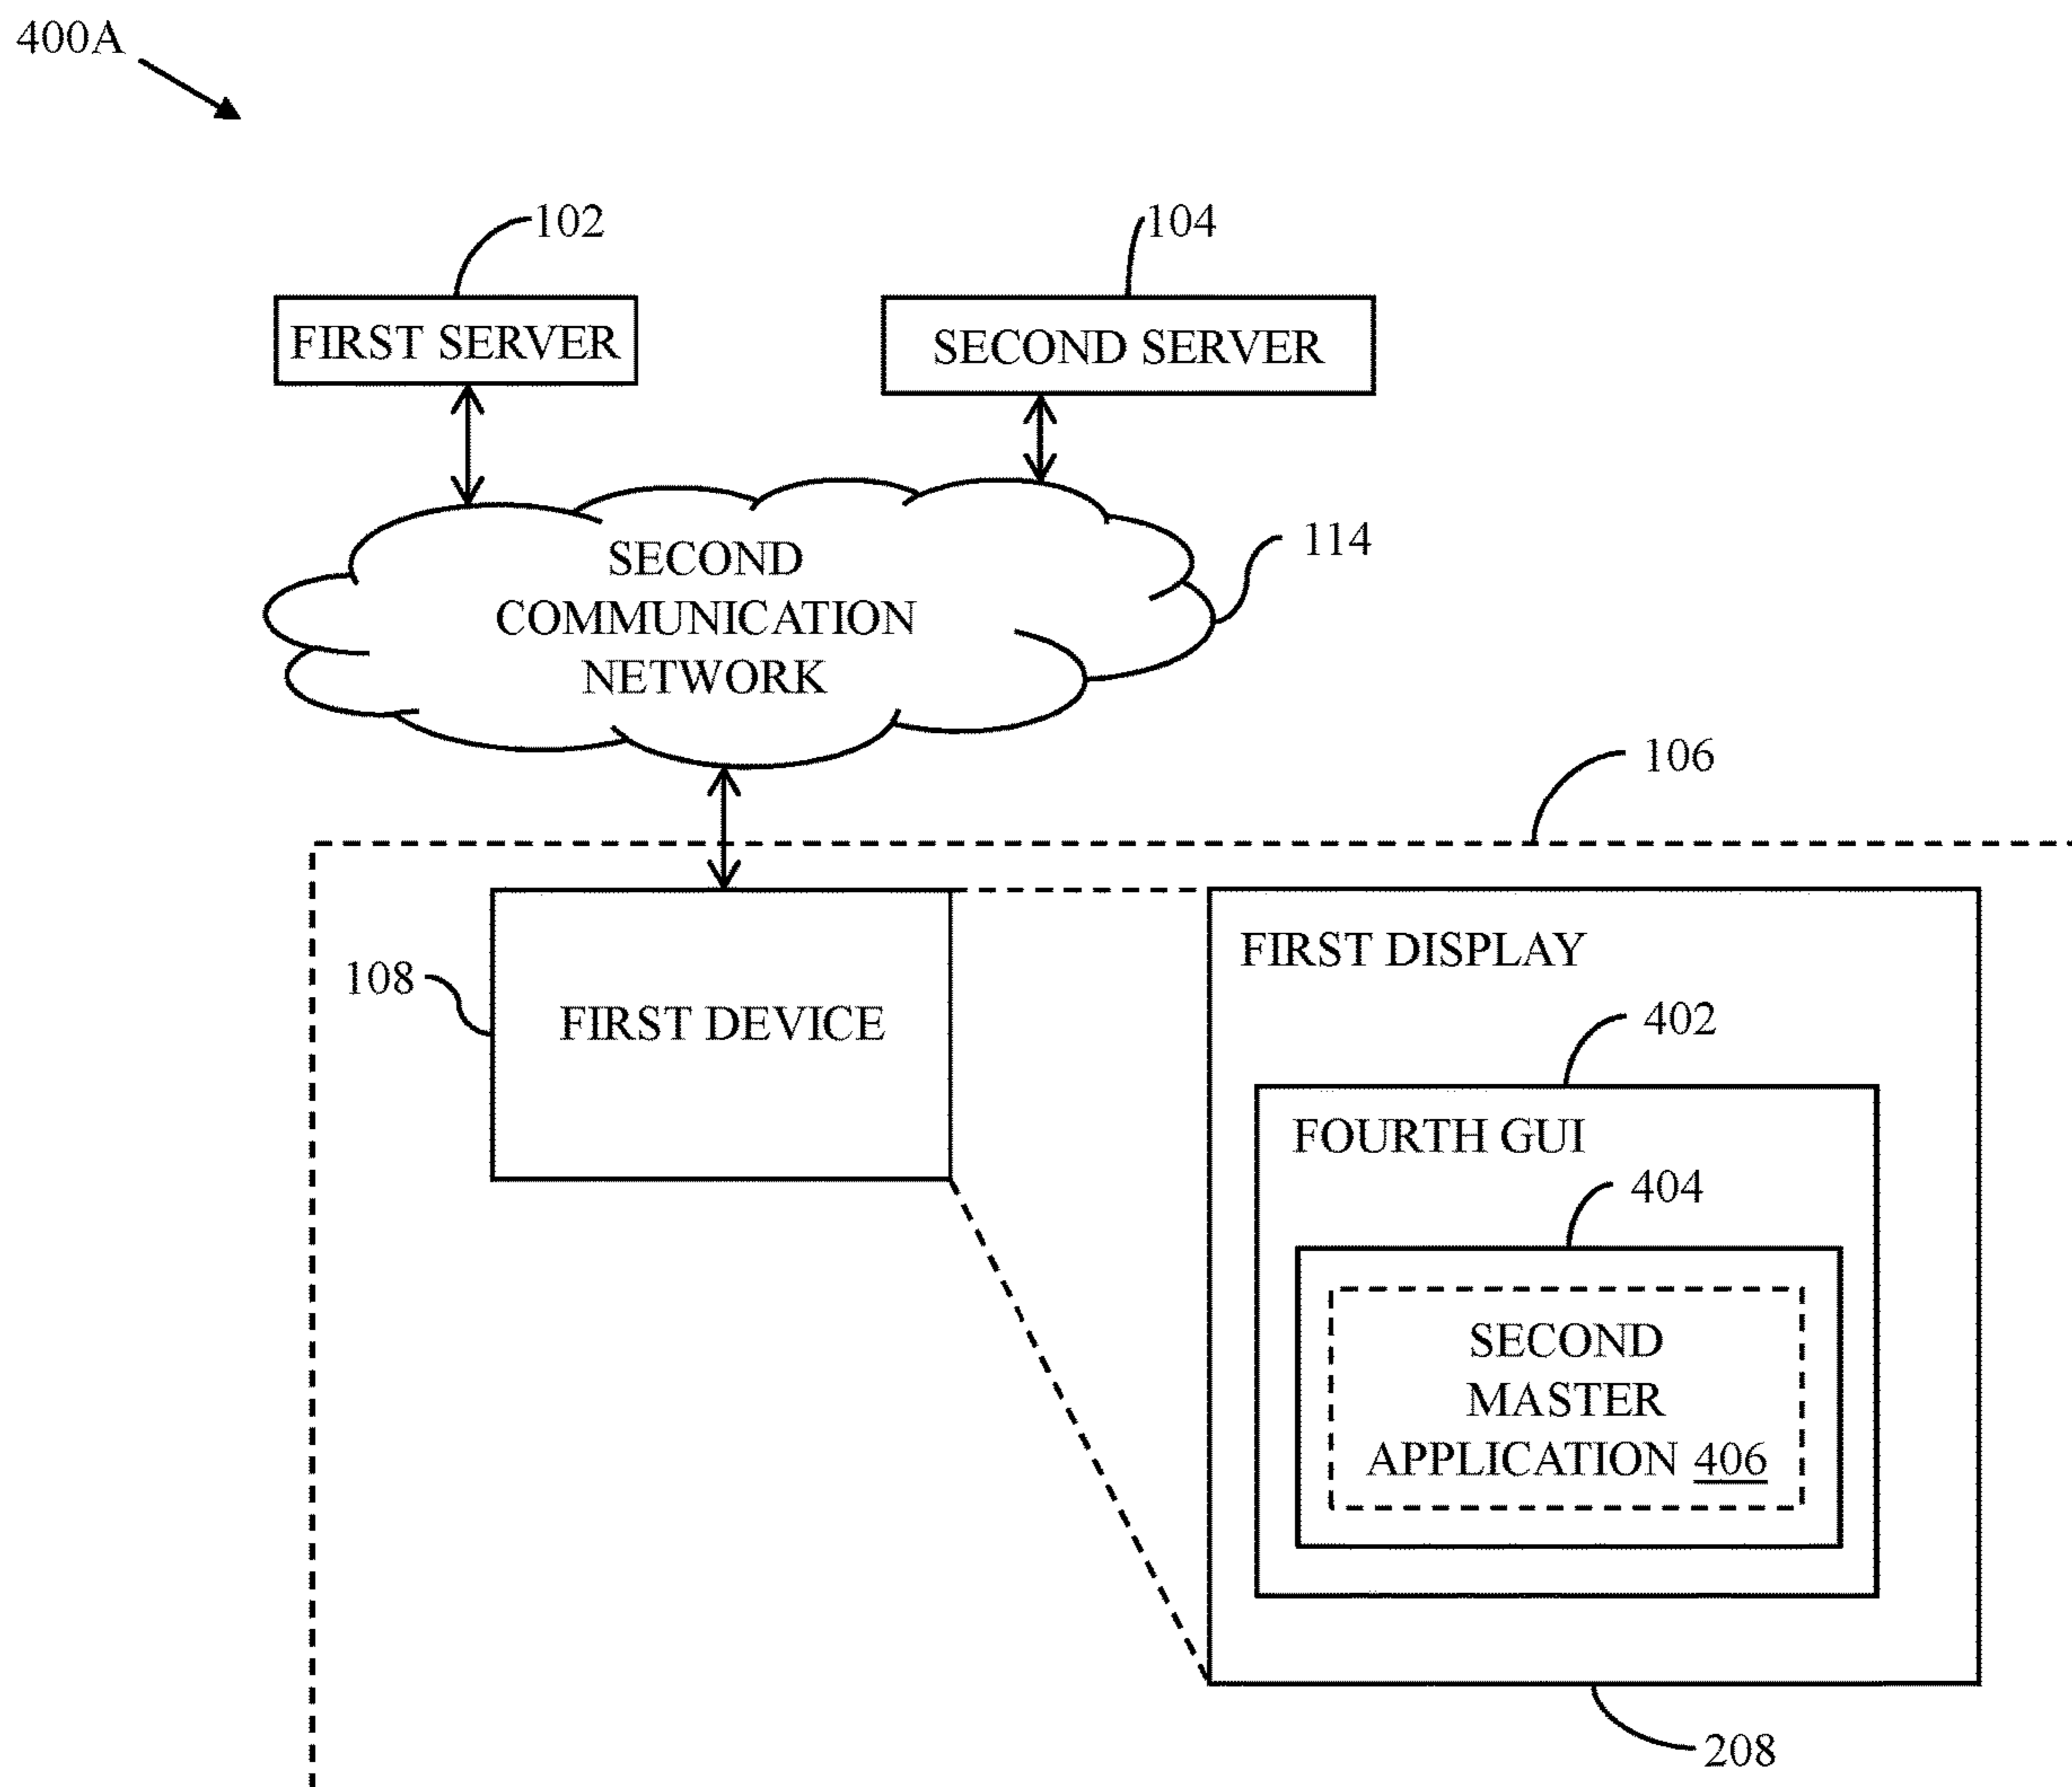 400A
102
104
FIRST SERVER
SECOND SERVER
SECOND
COMMUNICATION
NETWORK
114
106
FIRST DISPLAY
108
FIRST DEVICE
402
FOURTH GUI
404
SECOND
MASTER
APPLICATION 406
208